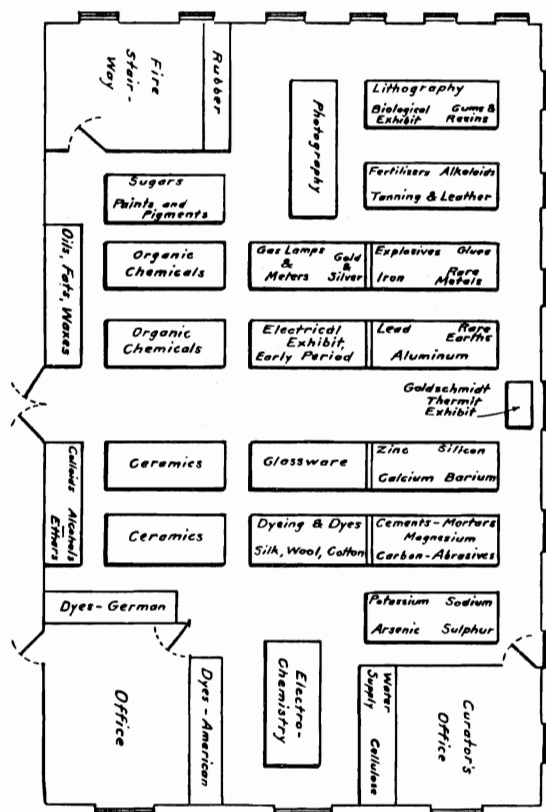 Fire
Stair-
Way
Rubber
Photography
Lithography
Biological Gums &
Exhibit Resins
Fertilizers Alkaloids
Tanning & Leather
Sugars
Paints and
Pigments
Oils, Fats, Waxes
Organic
Chemicals
Gas Lamps Gold
& &
Meters Silver
Explosives Glues
Iron Rare
Metals
Organic
Chemicals
Electrical
Exhibit,
Early Period
Lead Rare
Earths
Aluminum
Goldschmidt
Thermit
Exhibit
Colloids Alcohols
Ethers
Ceramics
Glassware
Zinc Silicon
Calcium Barium
Ceramics
Dyeing & Dyes
Silk, Wool, Cotton
Cements-Mortars
Magnesium
Carbon-Abrasives
Dyes-German
Potassium Sodium
Arsenic Sulphur
Office
Dyes-American
Electro-
Chemistry
Water
Supply Cellulose
Curator's
Office